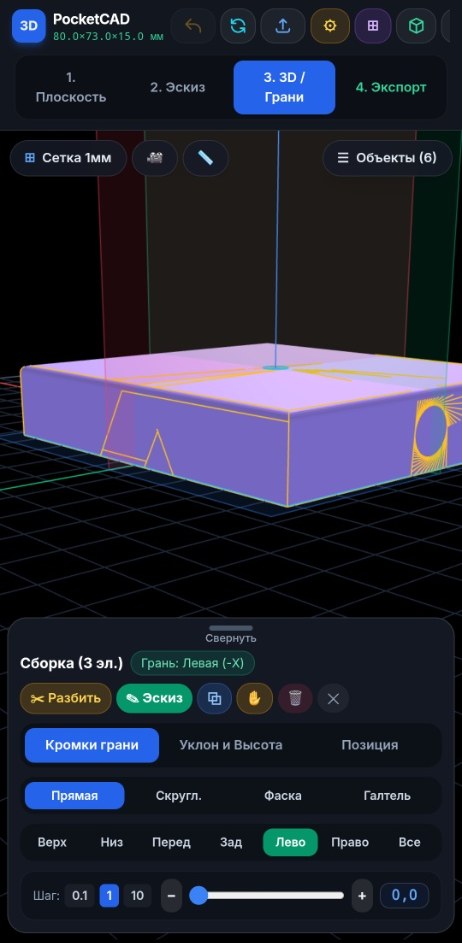 3D PocketCAD
80.0×73.0×15.0 мм
1. Плоскость
2. Эскиз
3. 3D / Грани
4. Экспорт
Сетка 1мм
Объекты (6)
Свернуть
Сборка (3 эл.) Грань: Левая (-X)
Разбить Эскиз
Кромки грани Уклон и Высота Позиция
Прямая Скругл. Фаска Галтель
Верх Низ Перед Зад Лево Право Все
Шаг: 0.1 1 10 − + 0,0